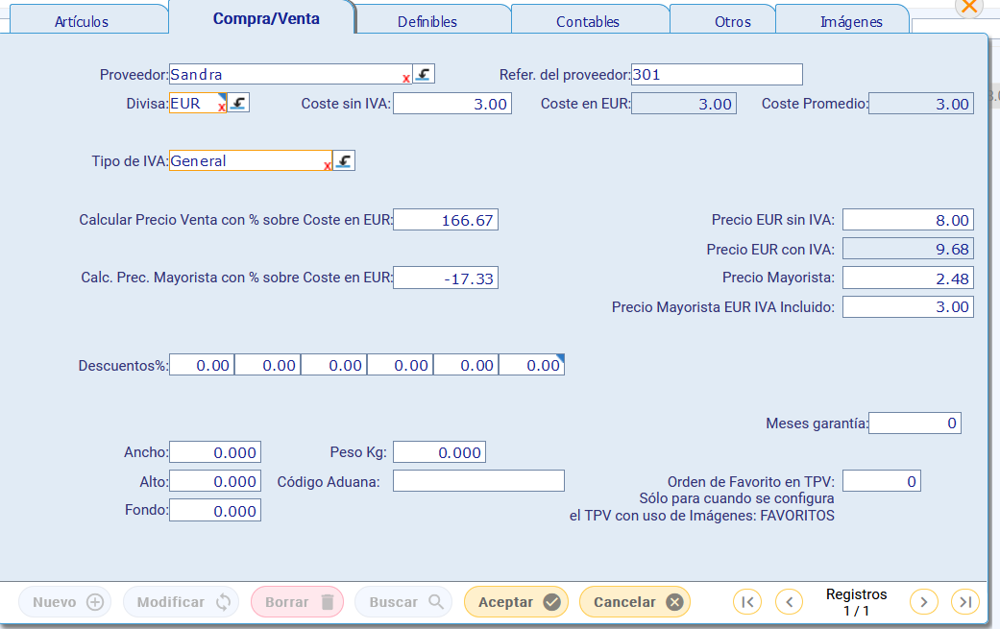 Artículos Compra/Venta Definibles Contables Otros Imágenes
Proveedor: Sandra x Refer. del proveedor: 301
Divisa: EUR x Coste sin IVA: 3.00 Coste en EUR: 3.00 Coste Promedio: 3.00
Tipo de IVA: General x
Calcular Precio Venta con % sobre Coste en EUR: 166.67 Precio EUR sin IVA: 8.00
Precio EUR con IVA: 9.68
Calc. Prec. Mayorista con % sobre Coste en EUR: -17.33 Precio Mayorista: 2.48
Precio Mayorista EUR IVA Incluido: 3.00
Descuentos%: 0.00 0.00 0.00 0.00 0.00 0.00
Meses garantía: 0
Ancho: 0.000 Peso Kg: 0.000
Alto: 0.000 Código Aduana: Orden de Favorito en TPV: 0
Sólo para cuando se configura
Fondo: 0.000 el TPV con uso de Imágenes: FAVORITOS
Nuevo Modificar Borrar Buscar Aceptar Cancelar Registros
1 / 1